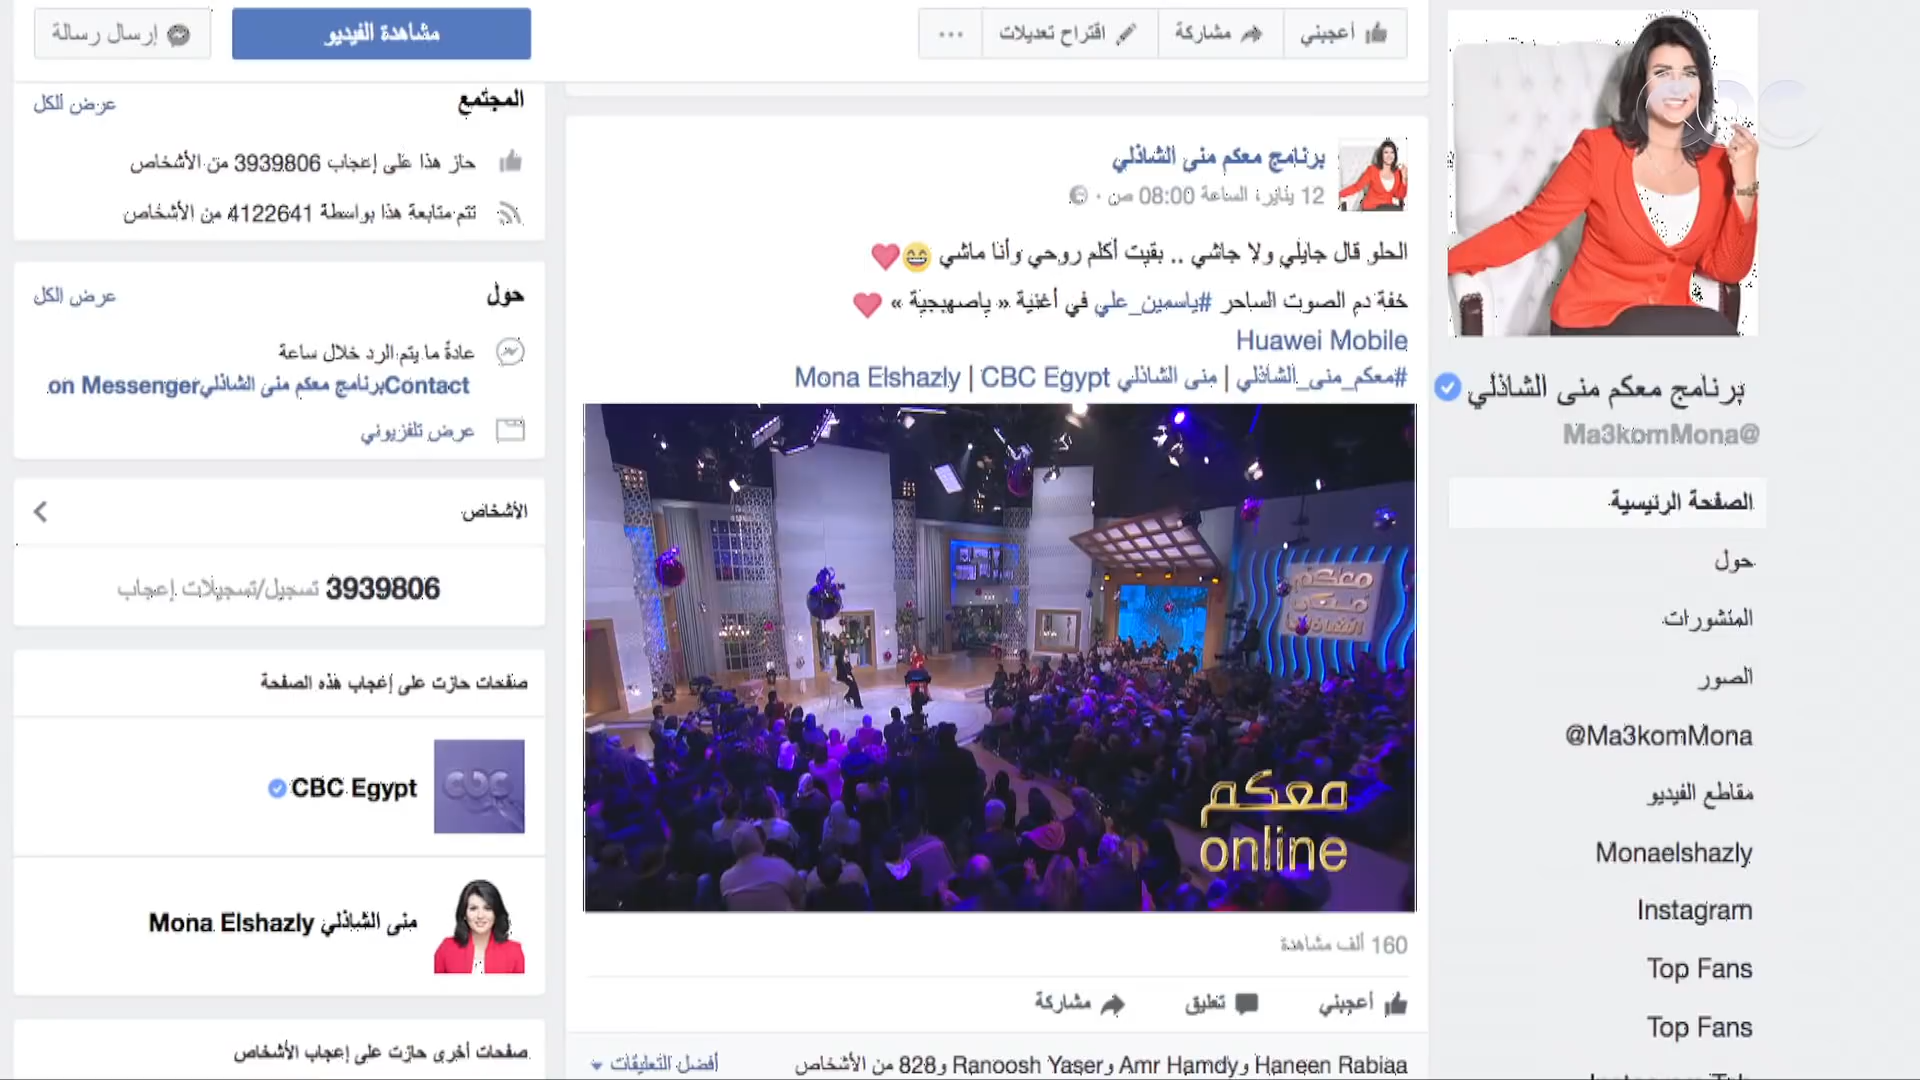 أعجبني
مشاركة
اقتراح تعديلات
مشاهدة الفيديو
إرسال رسالة
برنامج معكم منى الشاذلي
@Ma3komMona
الصفحة الرئيسية
حول
المنشورات
الصور
@Ma3komMona
مقاطع الفيديو
Monaelshazly
Instagram
Top Fans
Top Fans
برنامج معكم منى الشاذلي
12 يناير، الساعة 08:00 ص ·
الحلو قال جايلي ولا جاشي .. بقيت أكلم روحي وأنا ماشي 😄❤
خفة دم الصوت الساحر #ياسمين_علي في أغنية « ياصهبجية » ❤
Huawei Mobile
#معكم_منى_الشاذلي | منى الشاذلي Mona Elshazly | CBC Egypt
معكم
منى
الشاذلي
معكم
online
160 ألف مشاهدة
أعجبني
تعليق
مشاركة
Haneen Rabiaa و Amr Hamdy و Ranoosh Yaser و 828 من الأشخاص
أفضل التعليقات
المجتمع
عرض الكل
حاز هذا على إعجاب 3939806 من الأشخاص
تتم متابعة هذا بواسطة 4122641 من الأشخاص
حول
عرض الكل
عادةً ما يتم الرد خلال ساعة
Contact برنامج معكم منى الشاذلي on Messenger
عرض تلفزيوني
الأشخاص
3939806 تسجيل/تسجيلات إعجاب
صفحات حازت على إعجاب هذه الصفحة
cbc
CBC Egypt
منى الشاذلي Mona Elshazly
صفحات أخرى حازت على إعجاب الأشخاص
cbc